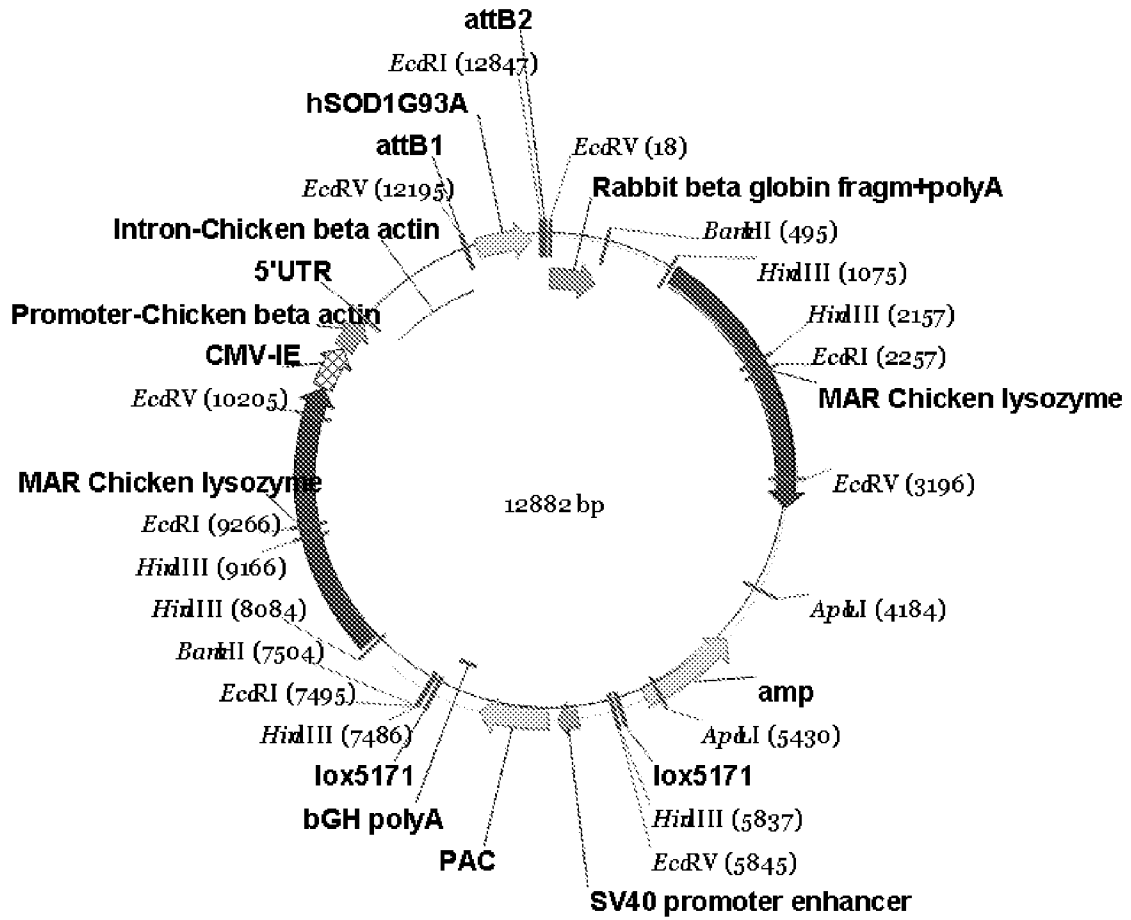 attB2
EcoRI (12847)
hSOD1G93A
attB1
EcoRV (18)
EcoRV (12195)
Rabbit beta globin fragm+polyA
Intron-Chicken beta actin
BamHI (495)
5'UTR
HindIII (1075)
Promoter-Chicken beta actin
HindIII (2157)
CMV-IE
EcoRI (2257)
EcoRV (10205)
MAR Chicken lysozyme
MAR Chicken lysozyme
EcoRV (3196)
12882 bp
EcoRI (9266)
HindIII (9166)
HindIII (8084)
ApaLI (4184)
BamHI (7504)
EcoRI (7495)
amp
HindIII (7486)
ApaLI (5430)
lox5171
lox5171
bGH polyA
HindIII (5837)
PAC
EcoRV (5845)
SV40 promoter enhancer